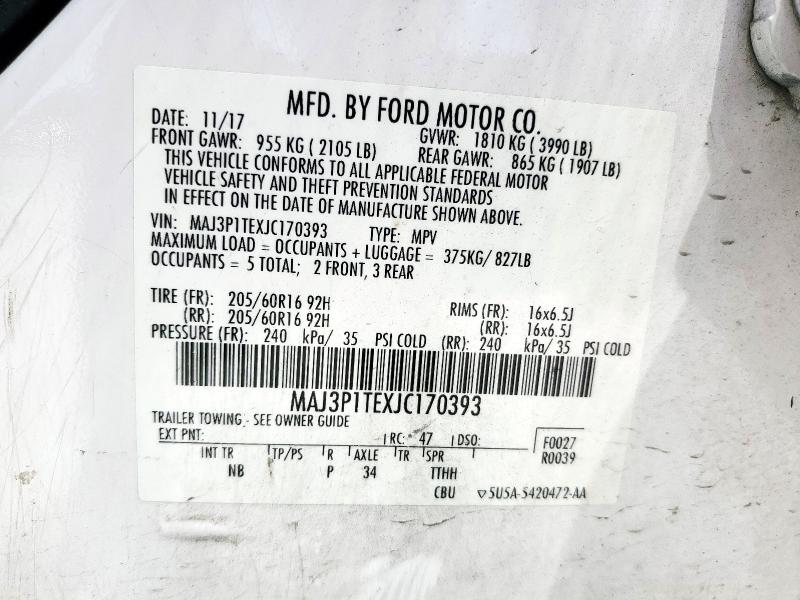 MFD. BY FORD MOTOR CO.
DATE: 11/17 GVWR: 1810 KG ( 3990 LB)
FRONT GAWR: 955 KG ( 2105 LB) REAR GAWR: 865 KG ( 1907 LB)
THIS VEHICLE CONFORMS TO ALL APPLICABLE FEDERAL MOTOR
VEHICLE SAFETY AND THEFT PREVENTION STANDARDS
IN EFFECT ON THE DATE OF MANUFACTURE SHOWN ABOVE.
VIN: MAJ3P1TEXJC170393 TYPE: MPV
MAXIMUM LOAD = OCCUPANTS + LUGGAGE = 375KG/ 827LB
OCCUPANTS = 5 TOTAL; 2 FRONT, 3 REAR
TIRE (FR): 205/60R16 92H RIMS (FR): 16x6.5J
(RR): 205/60R16 92H (RR): 16x6.5J
PRESSURE (FR): 240 kPa/ 35 PSI COLD (RR): 240 kPa/ 35 PSI COLD
MAJ3P1TEXJC170393
TRAILER TOWING - SEE OWNER GUIDE
EXT PNT: RC: 47 DSO: F0027
R0039
INT TR TP/PS R AXLE TR SPR
NB P 34 TTHH
CBU 5U5A-5420472-AA